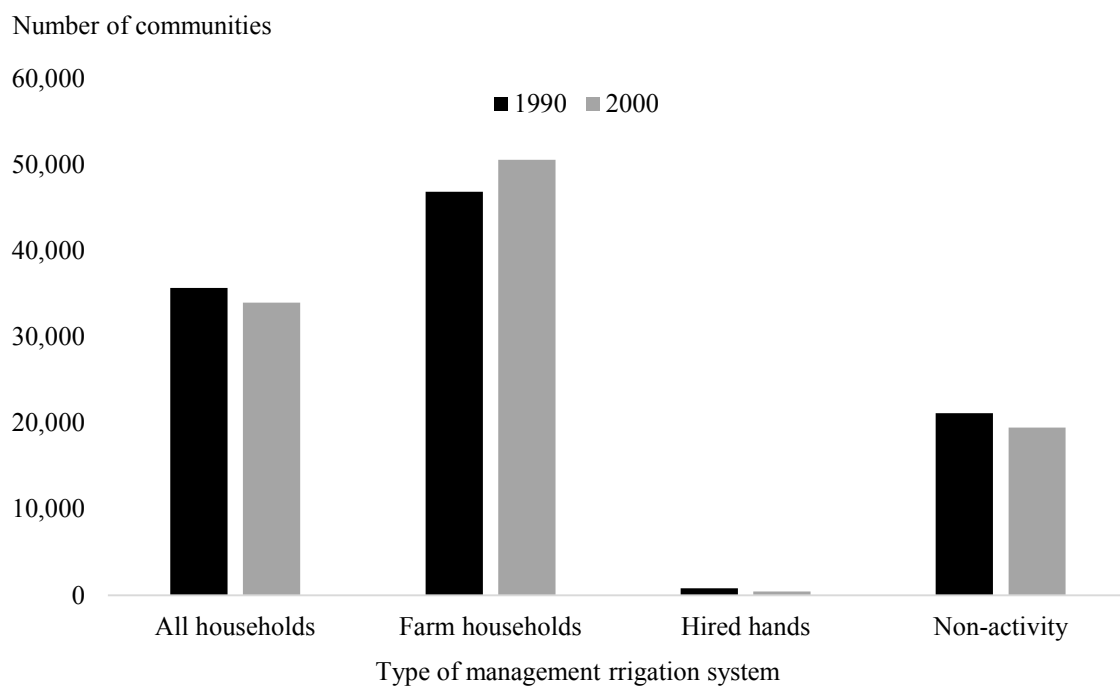 Number of communities
60,000
1990 2000
50,000
40,000
30,000
20,000
10,000
0
All households Farm households Hired hands Non-activity
Type of management rrigation system